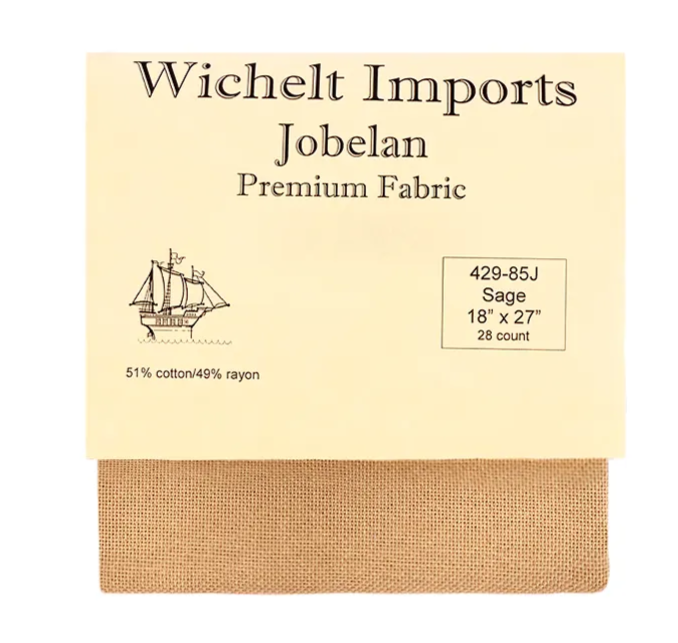 Wichelt Imports
Jobelan
Premium Fabric
429-85J
Sage
18” x 27”
28 count
51% cotton/49% rayon